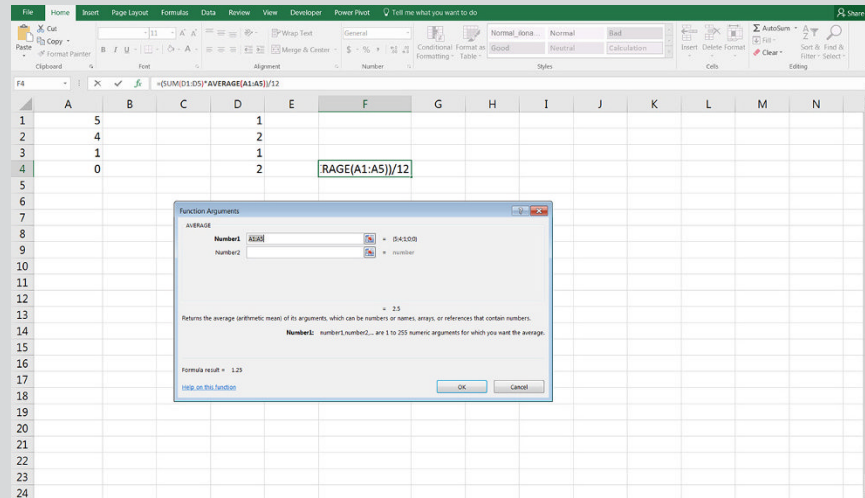 File Home Insert Page Layout Formulas Data Review View Developer Power Pivot Tell me what you want to do Share
Cut
Copy
Format Painter
Paste
Clipboard
11 A A
B I U A
Font
Wrap Text
Merge & Center
Alignment
General
$ % ,
Number
Conditional Formatting
Format as Table
Normal_iona... Normal Bad
Good Neutral Calculation
Styles
Insert Delete Format
Cells
AutoSum
Fill
Clear
Sort & Filter
Find & Select
Editing
F4 fx =(SUM(D1:D5)*AVERAGE(A1:A5))/12
A B C D E F G H I J K L M N
1 5 1
2 4 2
3 1 1
4 0 2 RAGE(A1:A5))/12
5
6
7
8
9
10
11
12
13
14
15
16
17
18
19
20
21
22
23
24
Function Arguments
AVERAGE
Number1 A1:A5 = {5;4;1;0;0}
Number2 = number
= 2.5
Returns the average (arithmetic mean) of its arguments, which can be numbers or names, arrays, or references that contain numbers.
Number1: number1,number2,... are 1 to 255 numeric arguments for which you want the average.
Formula result = 1.25
Help on this function
OK Cancel